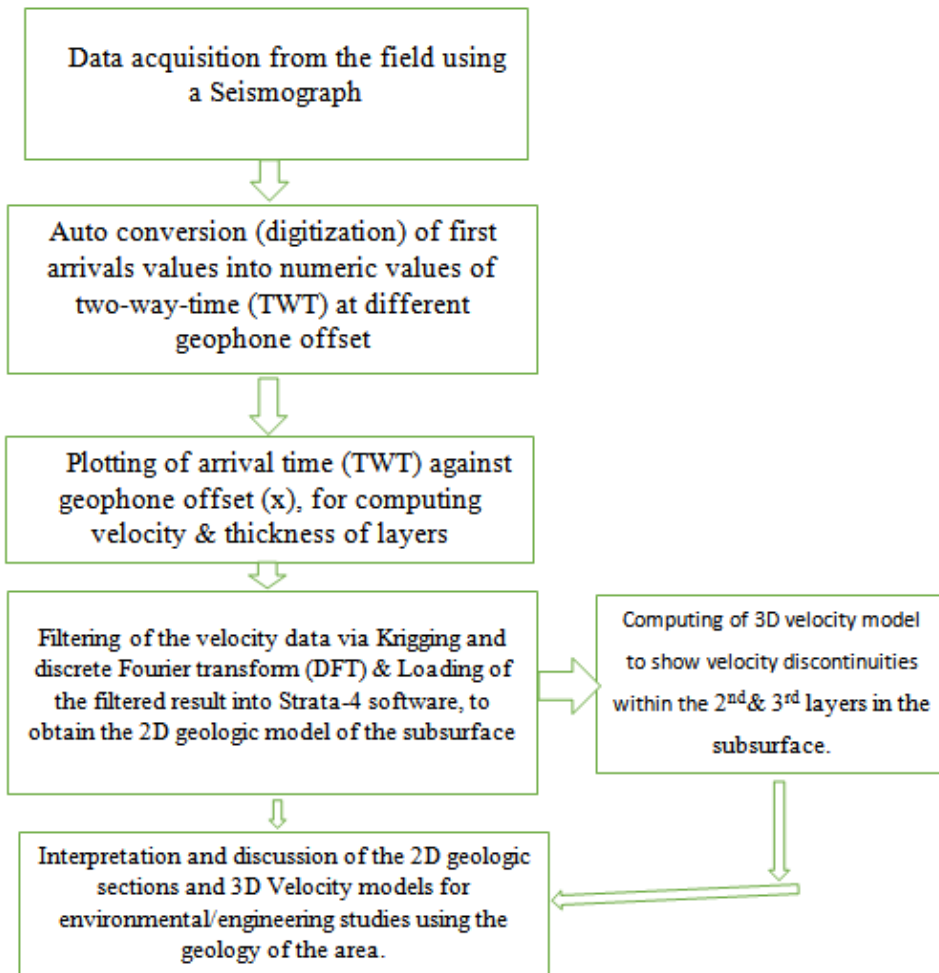 Data acquisition from the field using
a Seismograph
Auto conversion (digitization) of first
arrivals values into numeric values of
two-way-time (TWT) at different
geophone offset
Plotting of arrival time (TWT) against
geophone offset (x), for computing
velocity & thickness of layers
Filtering of the velocity data via Krigging and
discrete Fourier transform (DFT) & Loading of
the filtered result into Strata-4 software, to
obtain the 2D geologic model of the subsurface
Computing of 3D velocity model
to show velocity discontinuities
within the 2nd& 3rd layers in the
subsurface.
Interpretation and discussion of the 2D geologic
sections and 3D Velocity models for
environmental/engineering studies using the
geology of the area.